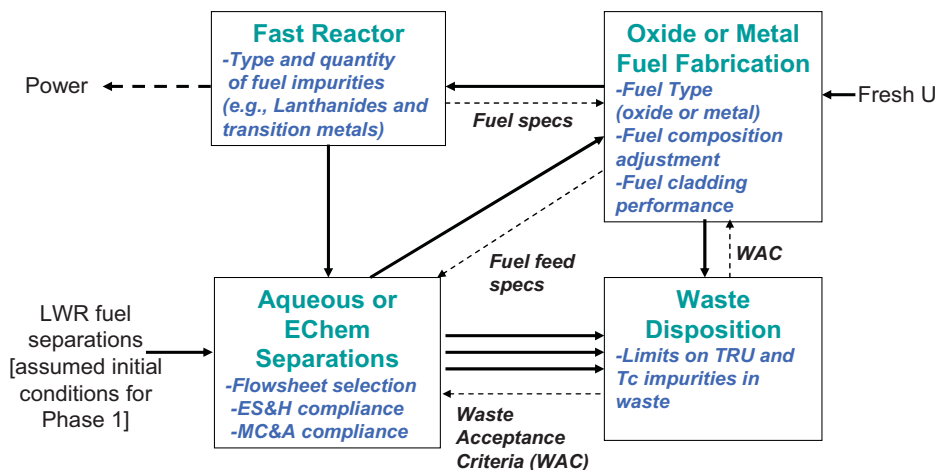 Fast Reactor
-Type and quantity
of fuel impurities
(e.g., Lanthanides and
transition metals)
Power
Fuel specs
Oxide or Metal
Fuel Fabrication
-Fuel Type
(oxide or metal)
-Fuel composition
adjustment
-Fuel cladding
performance
Fresh U
WAC
Fuel feed
specs
LWR fuel
separations
[assumed initial
conditions for
Phase 1]
Aqueous or
EChem
Separations
-Flowsheet selection
-ES&H compliance
-MC&A compliance
Waste
Acceptance
Criteria (WAC)
Waste
Disposition
-Limits on TRU and
Tc impurities in
waste